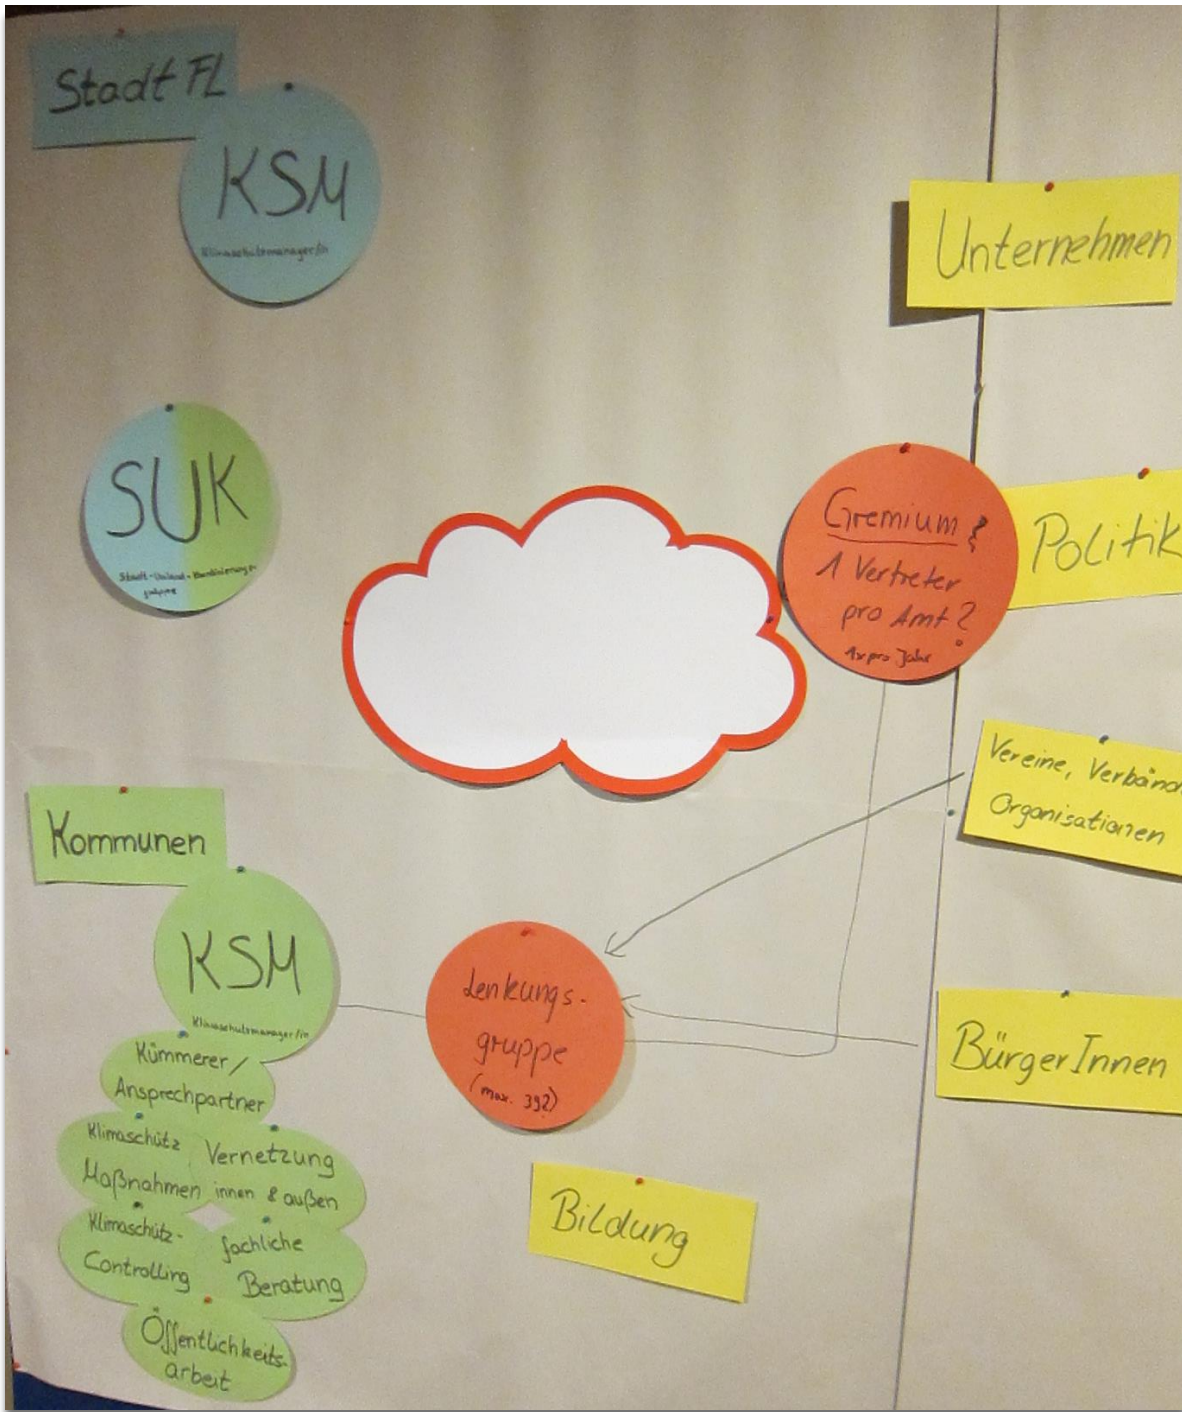 Stadt FL
KSM
Klimaschutzmanager/in
Unternehmen
SUK
Stadt-Umland-
Gremium &
1 Vertreter
pro Amt?
1x pro Jahr
Politik
Vereine, Verbänd
Organisationen
Kommunen
KSM
Klimaschutzmanager/in
Kümmerer/
Ansprechpartner
Klimaschutz
Maßnahmen
Vernetzung
innen & außen
Klimaschutz-
Controlling
fachliche
Beratung
Öffentlichkeits-
arbeit
Lenkungs-
gruppe
(max.
BürgerInnen
Bildung